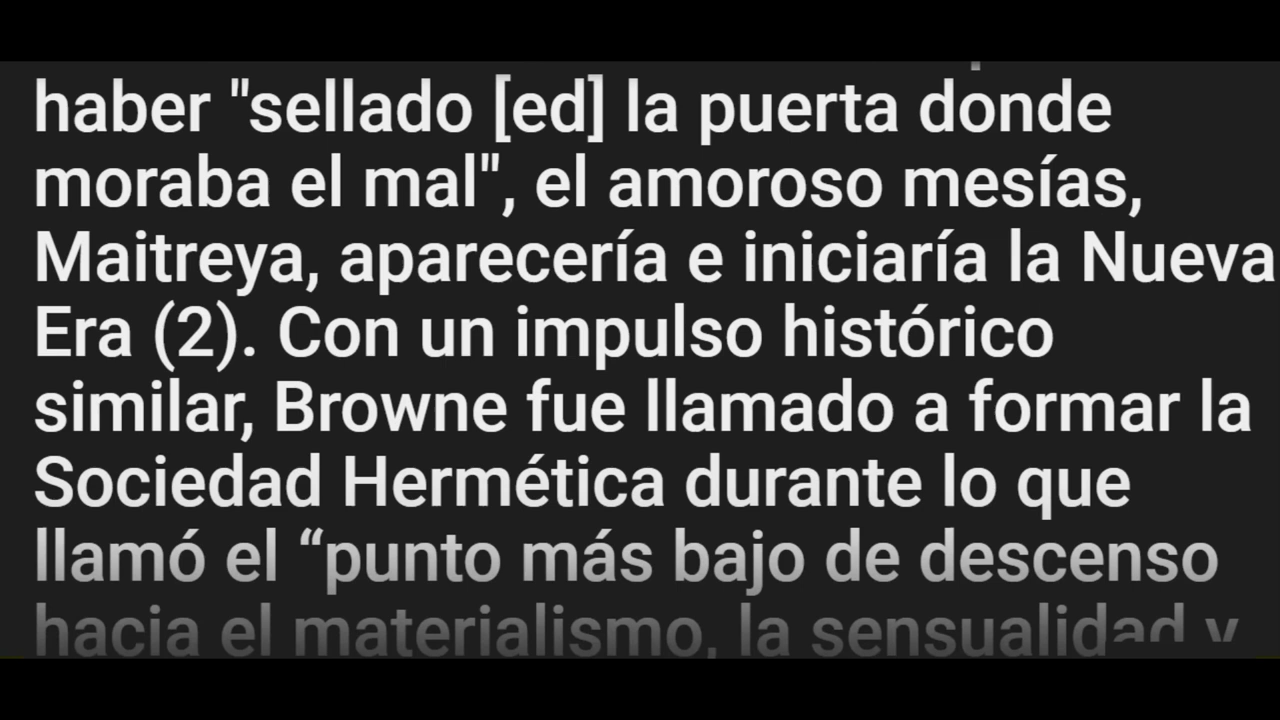 haber "sellado [ed] la puerta donde
moraba el mal", el amoroso mesías,
Maitreya, aparecería e iniciaría la Nueva
Era (2). Con un impulso histórico
similar, Browne fue llamado a formar la
Sociedad Hermética durante lo que
llamó el “punto más bajo de descenso
hacia el materialismo, la sensualidad y